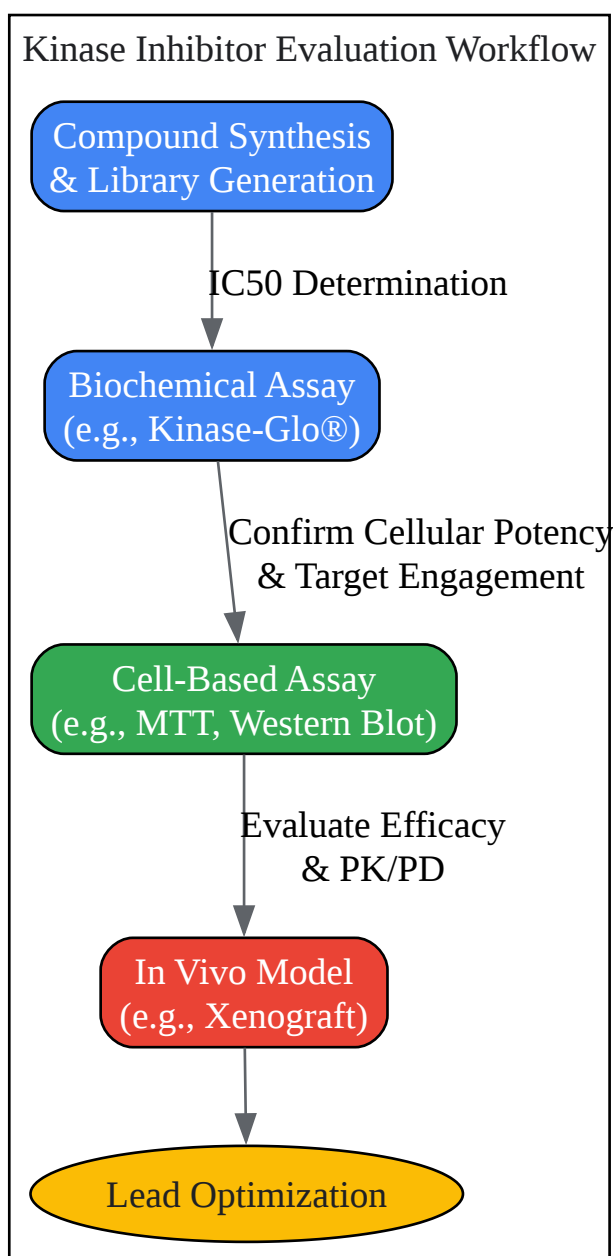 Kinase Inhibitor Evaluation Workflow
Compound Synthesis
& Library Generation
IC50 Determination
Biochemical Assay
(e.g., Kinase-Glo®)
Confirm Cellular Potency
& Target Engagement
Cell-Based Assay
(e.g., MTT, Western Blot)
Evaluate Efficacy
& PK/PD
In Vivo Model
(e.g., Xenograft)
Lead Optimization